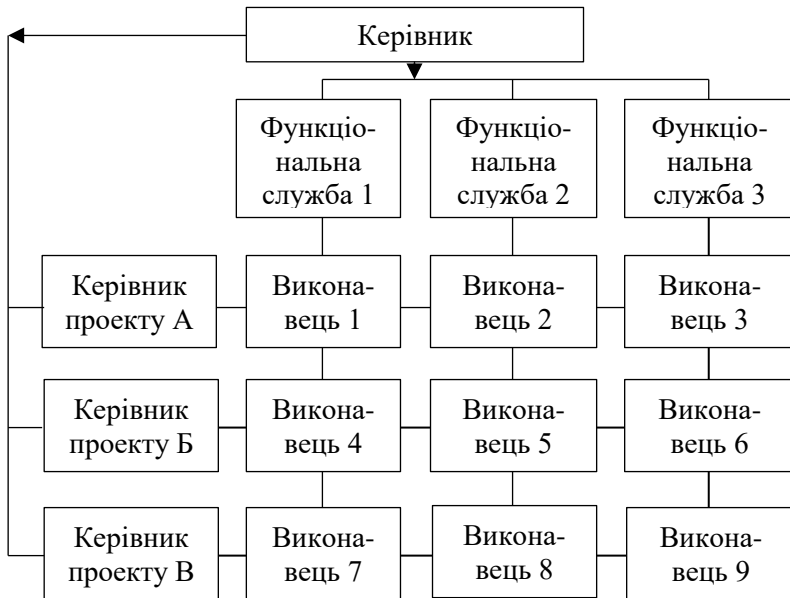 Керівник
Функціо-
нальна
служба 1
Функціо-
нальна
служба 2
Функціо-
нальна
служба 3
Керівник
проекту А
Викона-
вець 1
Викона-
вець 2
Викона-
вець 3
Керівник
проекту Б
Викона-
вець 4
Викона-
вець 5
Викона-
вець 6
Керівник
проекту В
Викона-
вець 7
Викона-
вець 8
Викона-
вець 9